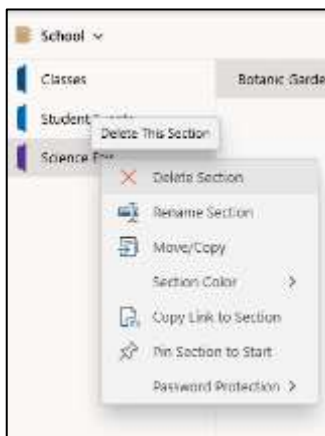 School
Classes
Botanic Garde
Student
Delete This Section
Science
Delete Section
Rename Section
Move/Copy
Section Color
Copy Link to Section
Pin Section to Start
Password Protection